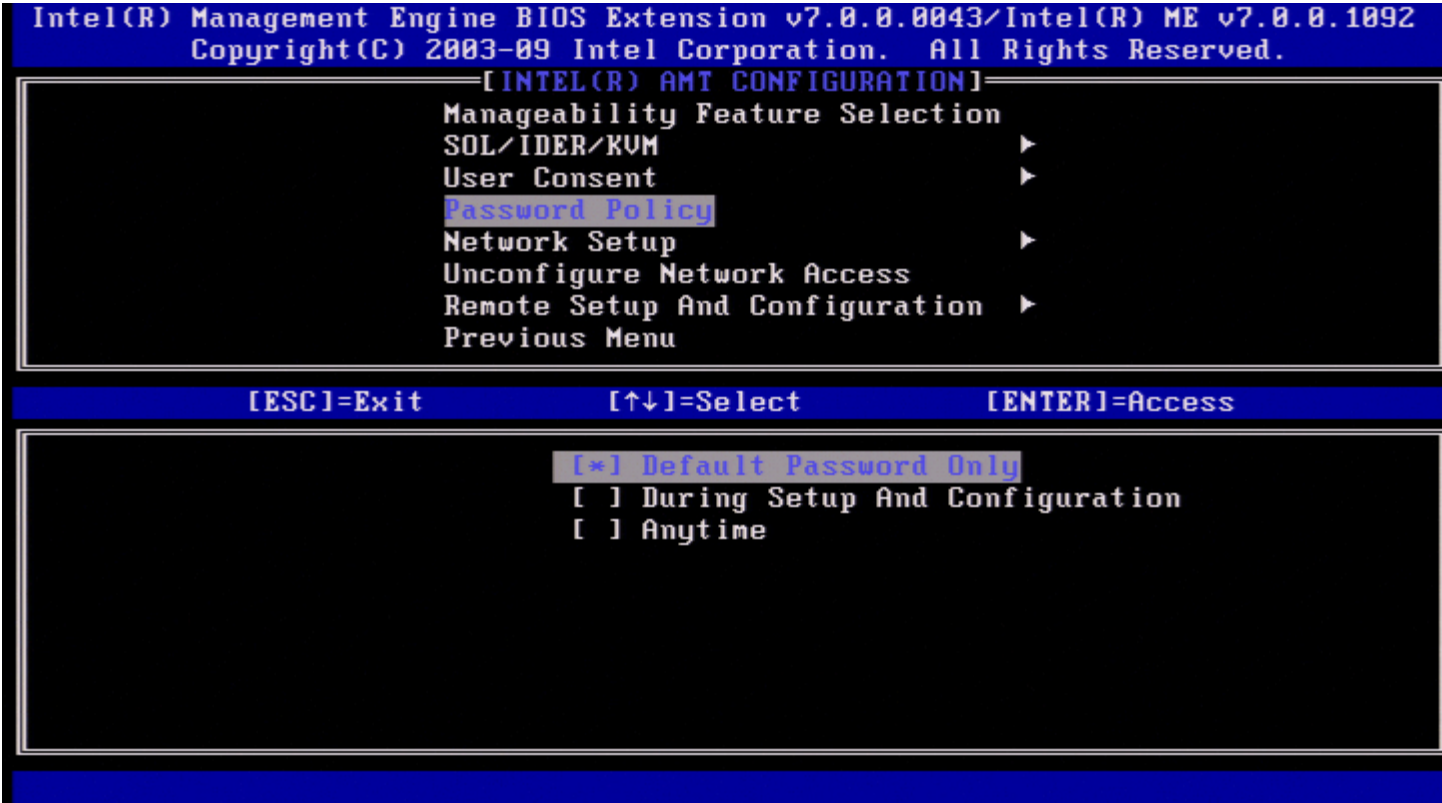 Intel(R) Management Engine BIOS Extension v7.0.0.0043/Intel(R) ME v7.0.0.1092
Copyright(C) 2003-09 Intel Corporation. All Rights Reserved.
[INTEL(R) AMT CONFIGURATION]
Manageability Feature Selection
SOL/IDER/KVM ►
User Consent ►
Password Policy
Network Setup ►
Unconfigure Network Access
Remote Setup And Configuration ►
Previous Menu
[ESC]=Exit [↑↓]=Select [ENTER]=Access
[*] Default Password Only
[ ] During Setup And Configuration
[ ] Anytime